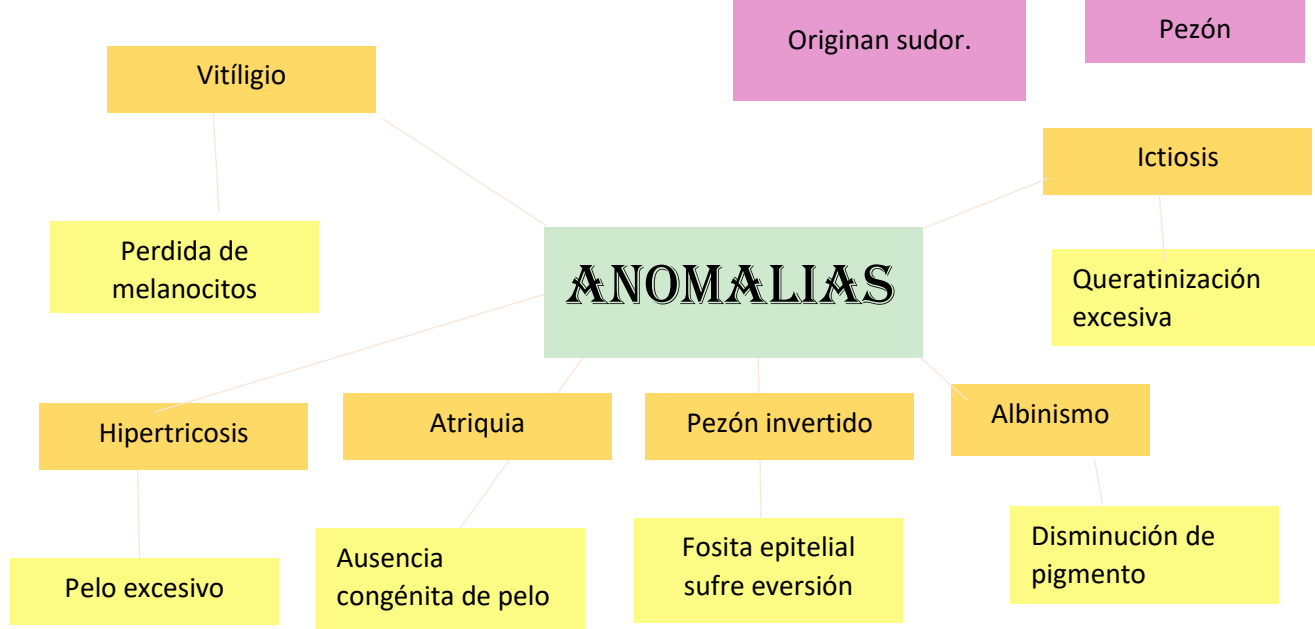 Originan sudor.
Pezón
Vitíligio
Ictiosis
Perdida de
melanocitos
ANOMALIAS
Queratinización
excesiva
Hipertricosis
Atriquia
Pezón invertido
Albinismo
Pelo excesivo
Ausencia
congénita de pelo
Fosita epitelial
sufre eversión
Disminución de
pigmento